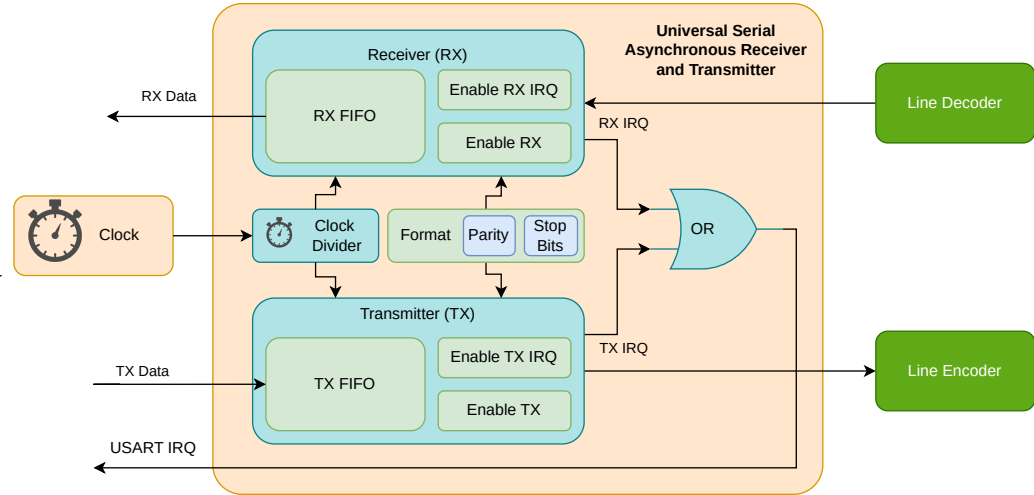 Universal Serial
Asynchronous Receiver
and Transmitter
Receiver (RX)
RX FIFO
Enable RX IRQ
Enable RX
RX Data
Line Decoder
RX IRQ
Clock
Clock
Divider
Format
Parity
Stop
Bits
OR
Transmitter (TX)
TX FIFO
Enable TX IRQ
Enable TX
TX IRQ
TX Data
Line Encoder
USART IRQ